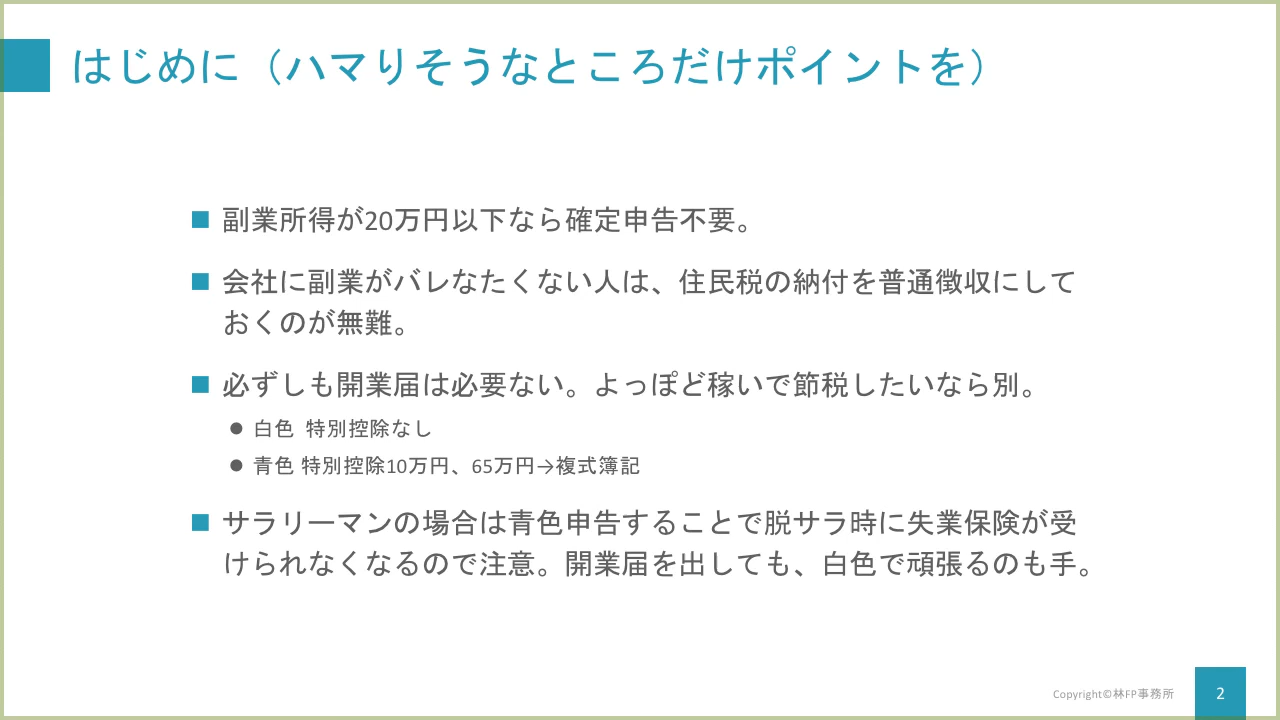 はじめに（ハマりそうなところだけポイントを）
副業所得が20万円以下なら確定申告不要。
会社に副業がバレなたくない人は、住民税の納付を普通徴収にして
おくのが無難。
必ずしも開業届は必要ない。よっぽど稼いで節税したいなら別。
白色 特別控除なし
青色 特別控除10万円、65万円→複式簿記
サラリーマンの場合は青色申告することで脱サラ時に失業保険が受
けられなくなるので注意。開業届を出しても、白色で頑張るのも手。
Copyright©林FP事務所
2